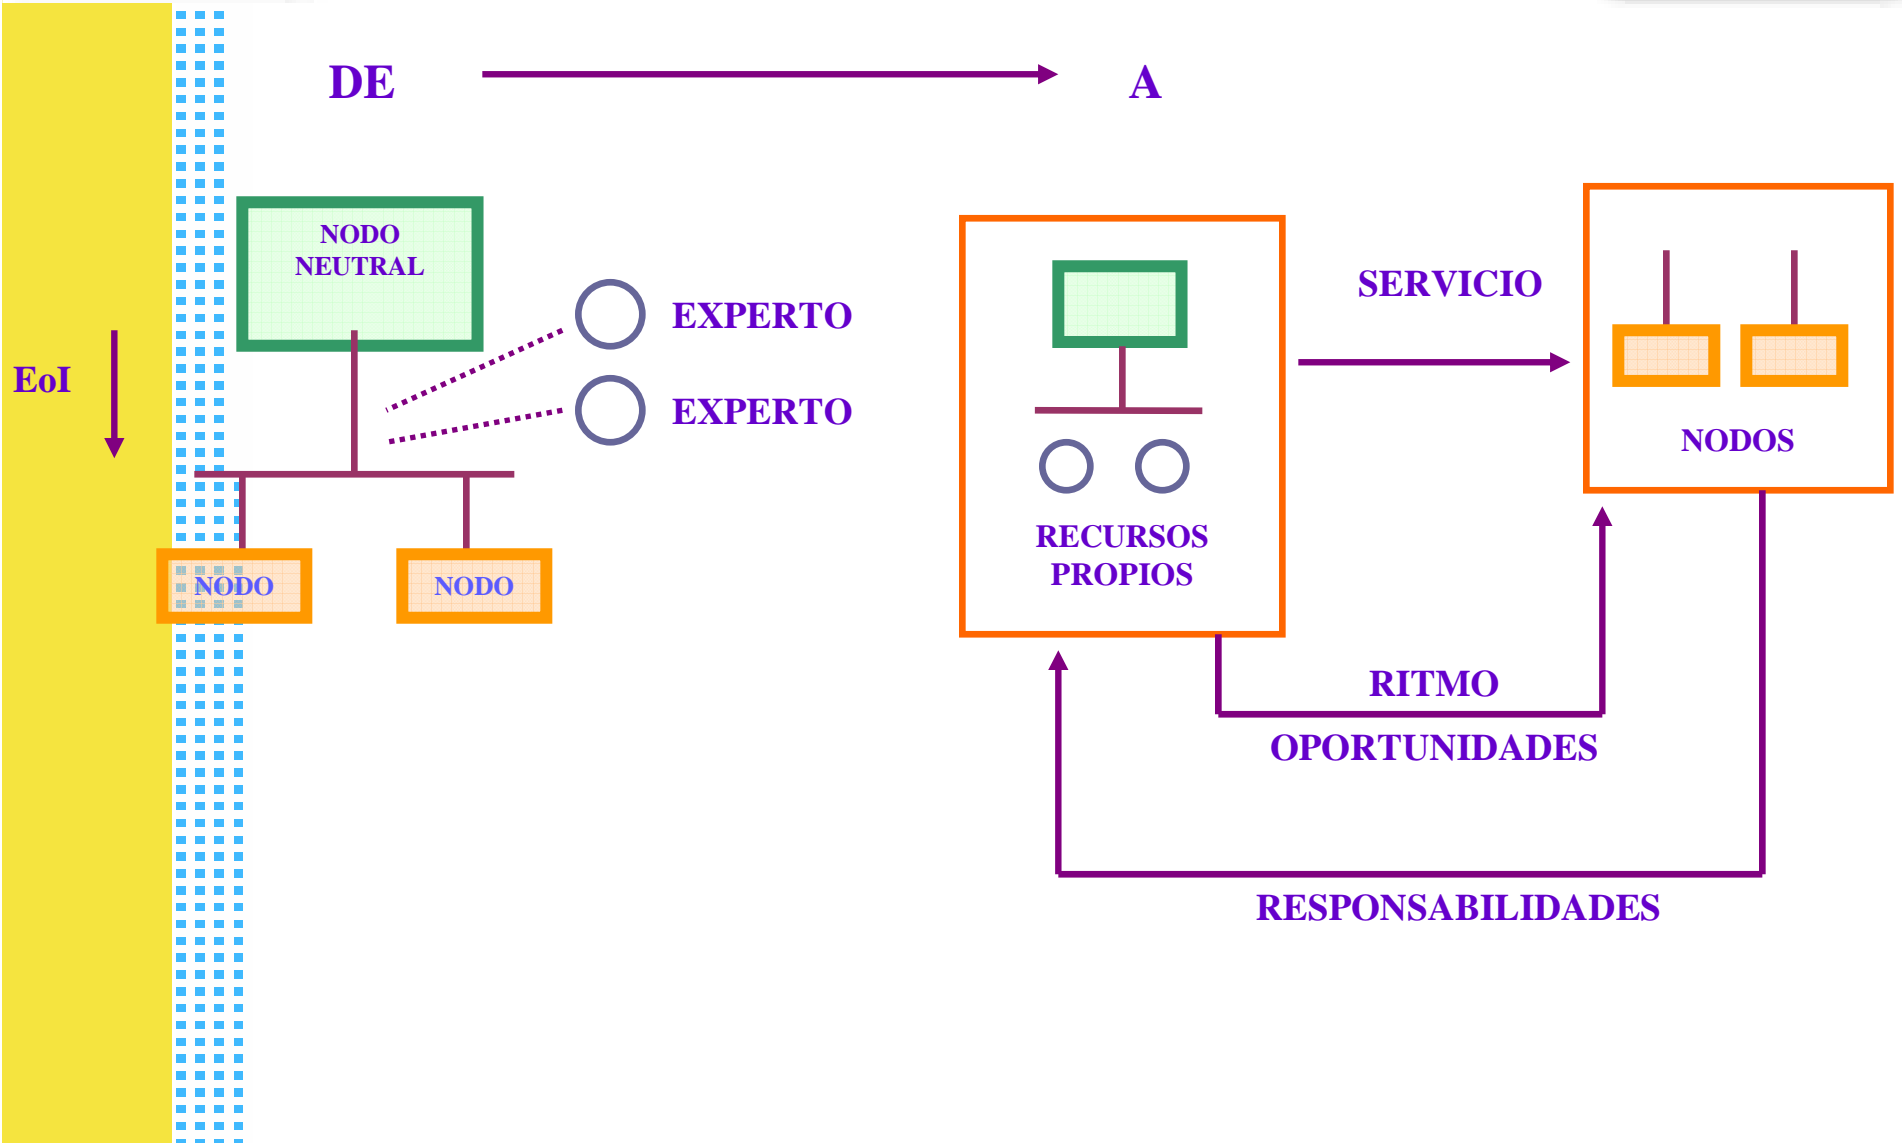 DE
A
NODO
NEUTRAL
EXPERTO
EXPERTO
EoI
NODO
NODO
SERVICIO
NODOS
RECURSOS
PROPIOS
RITMO
OPORTUNIDADES
RESPONSABILIDADES